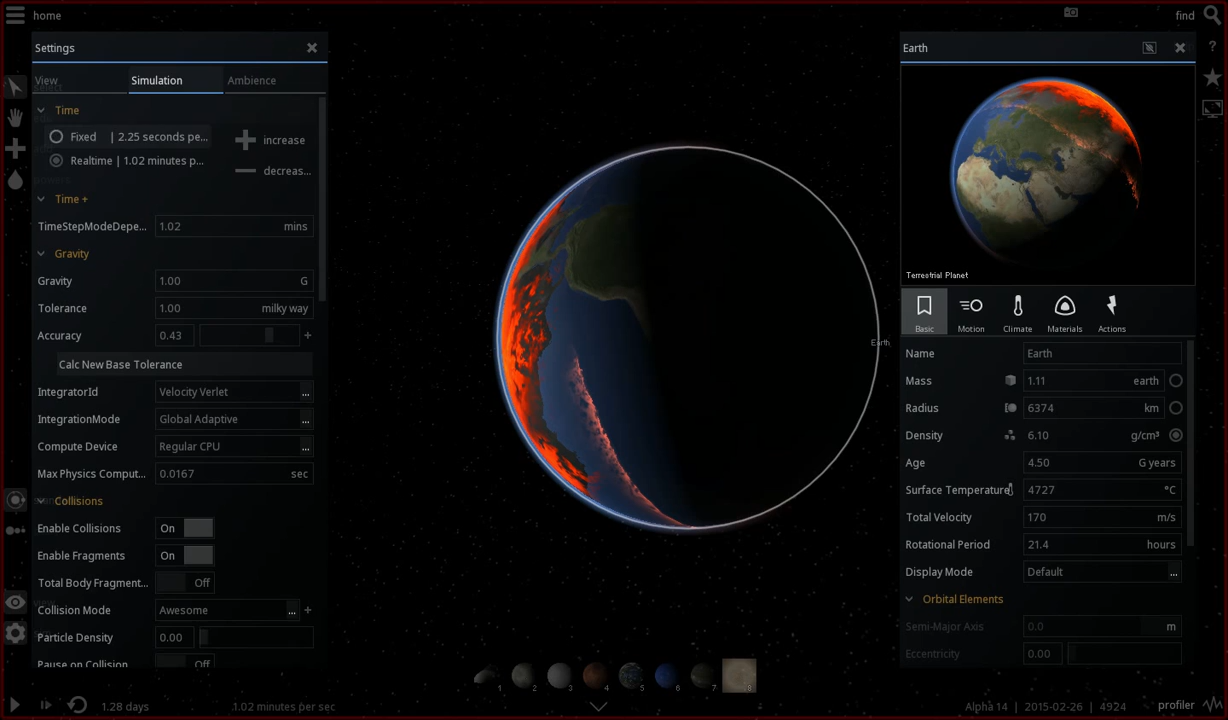 home
find
Settings
View
Simulation
Ambience
Time
Fixed | 2.25 seconds pe...
Realtime | 1.02 minutes p...
increase
decreas...
Time +
TimeStepModeDepe... 1.02 mins
Gravity
Gravity 1.00 G
Tolerance 1.00 milky way
Accuracy 0.43 +
Calc New Base Tolerance
IntegratorId Velocity Verlet ...
IntegrationMode Global Adaptive ...
Compute Device Regular CPU ...
Max Physics Comput... 0.0167 sec
Collisions
Enable Collisions On
Enable Fragments On
Total Body Fragment... Off
Collision Mode Awesome ... +
Particle Density 0.00
Pause on Collision Off
Earth
1 2 3 4 5 6 7 8
Earth
Terrestrial Planet
Basic Motion Climate Materials Actions
Name Earth
Mass 1.11 earth
Radius 6374 km
Density 6.10 g/cm³
Age 4.50 G years
Surface Temperature 4727 °C
Total Velocity 170 m/s
Rotational Period 21.4 hours
Display Mode Default ...
Orbital Elements
Semi-Major Axis 0.0 m
Eccentricity 0.00
1.28 days
1.02 minutes per sec
Alpha 14 | 2015-02-26 | 4924
profiler
?